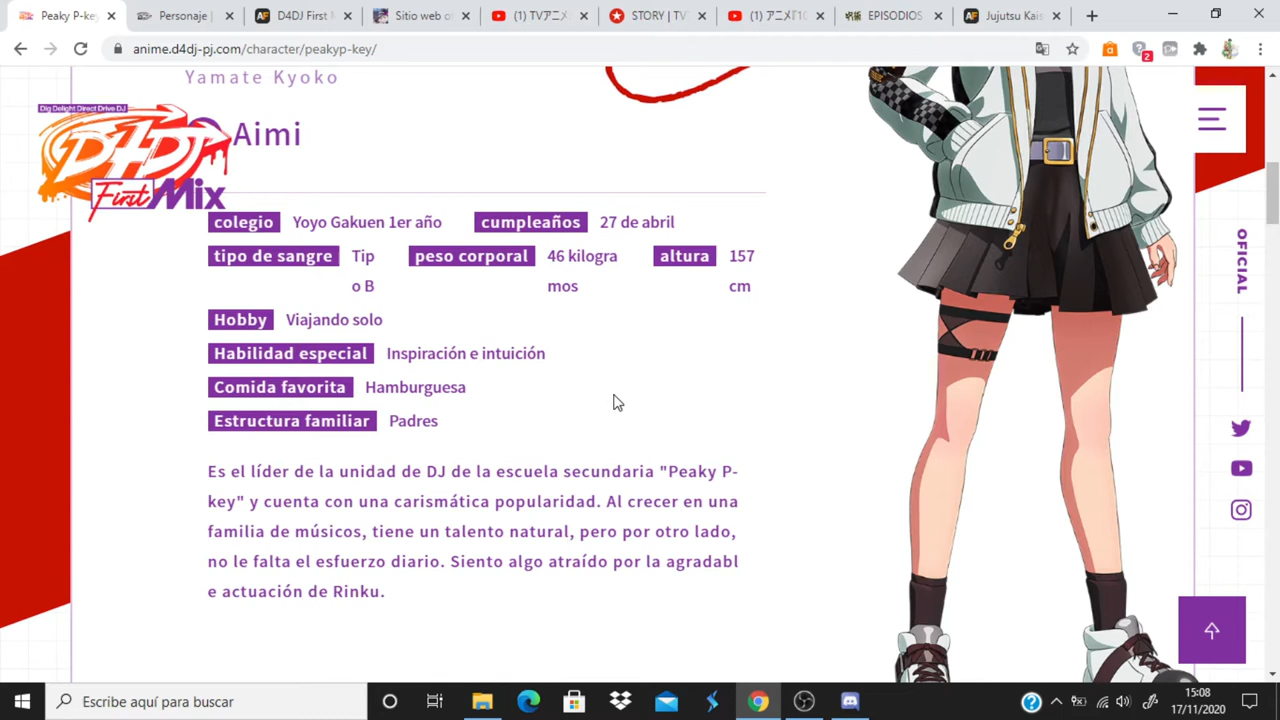 Peaky P-key
Personaje |
D4DJ First M
Sitio web of
(1) TVアニメ
STORY | TV
(1) アニメ『10
EPISODIOS
Jujutsu Kais
anime.d4dj-pj.com/character/peakyp-key/
2
Yamate Kyoko
Dig Delight Direct Drive DJ
D4DJ
First Mix
Aimi
colegio Yoyo Gakuen 1er año cumpleaños 27 de abril
tipo de sangre Tip peso corporal 46 kilogra altura 157
o B mos cm
Hobby Viajando solo
Habilidad especial Inspiración e intuición
Comida favorita Hamburguesa
Estructura familiar Padres
Es el líder de la unidad de DJ de la escuela secundaria "Peaky P-
key" y cuenta con una carismática popularidad. Al crecer en una
familia de músicos, tiene un talento natural, pero por otro lado,
no le falta el esfuerzo diario. Siento algo atraído por la agradabl
e actuación de Rinku.
OFICIAL
Escribe aquí para buscar
15:08
17/11/2020